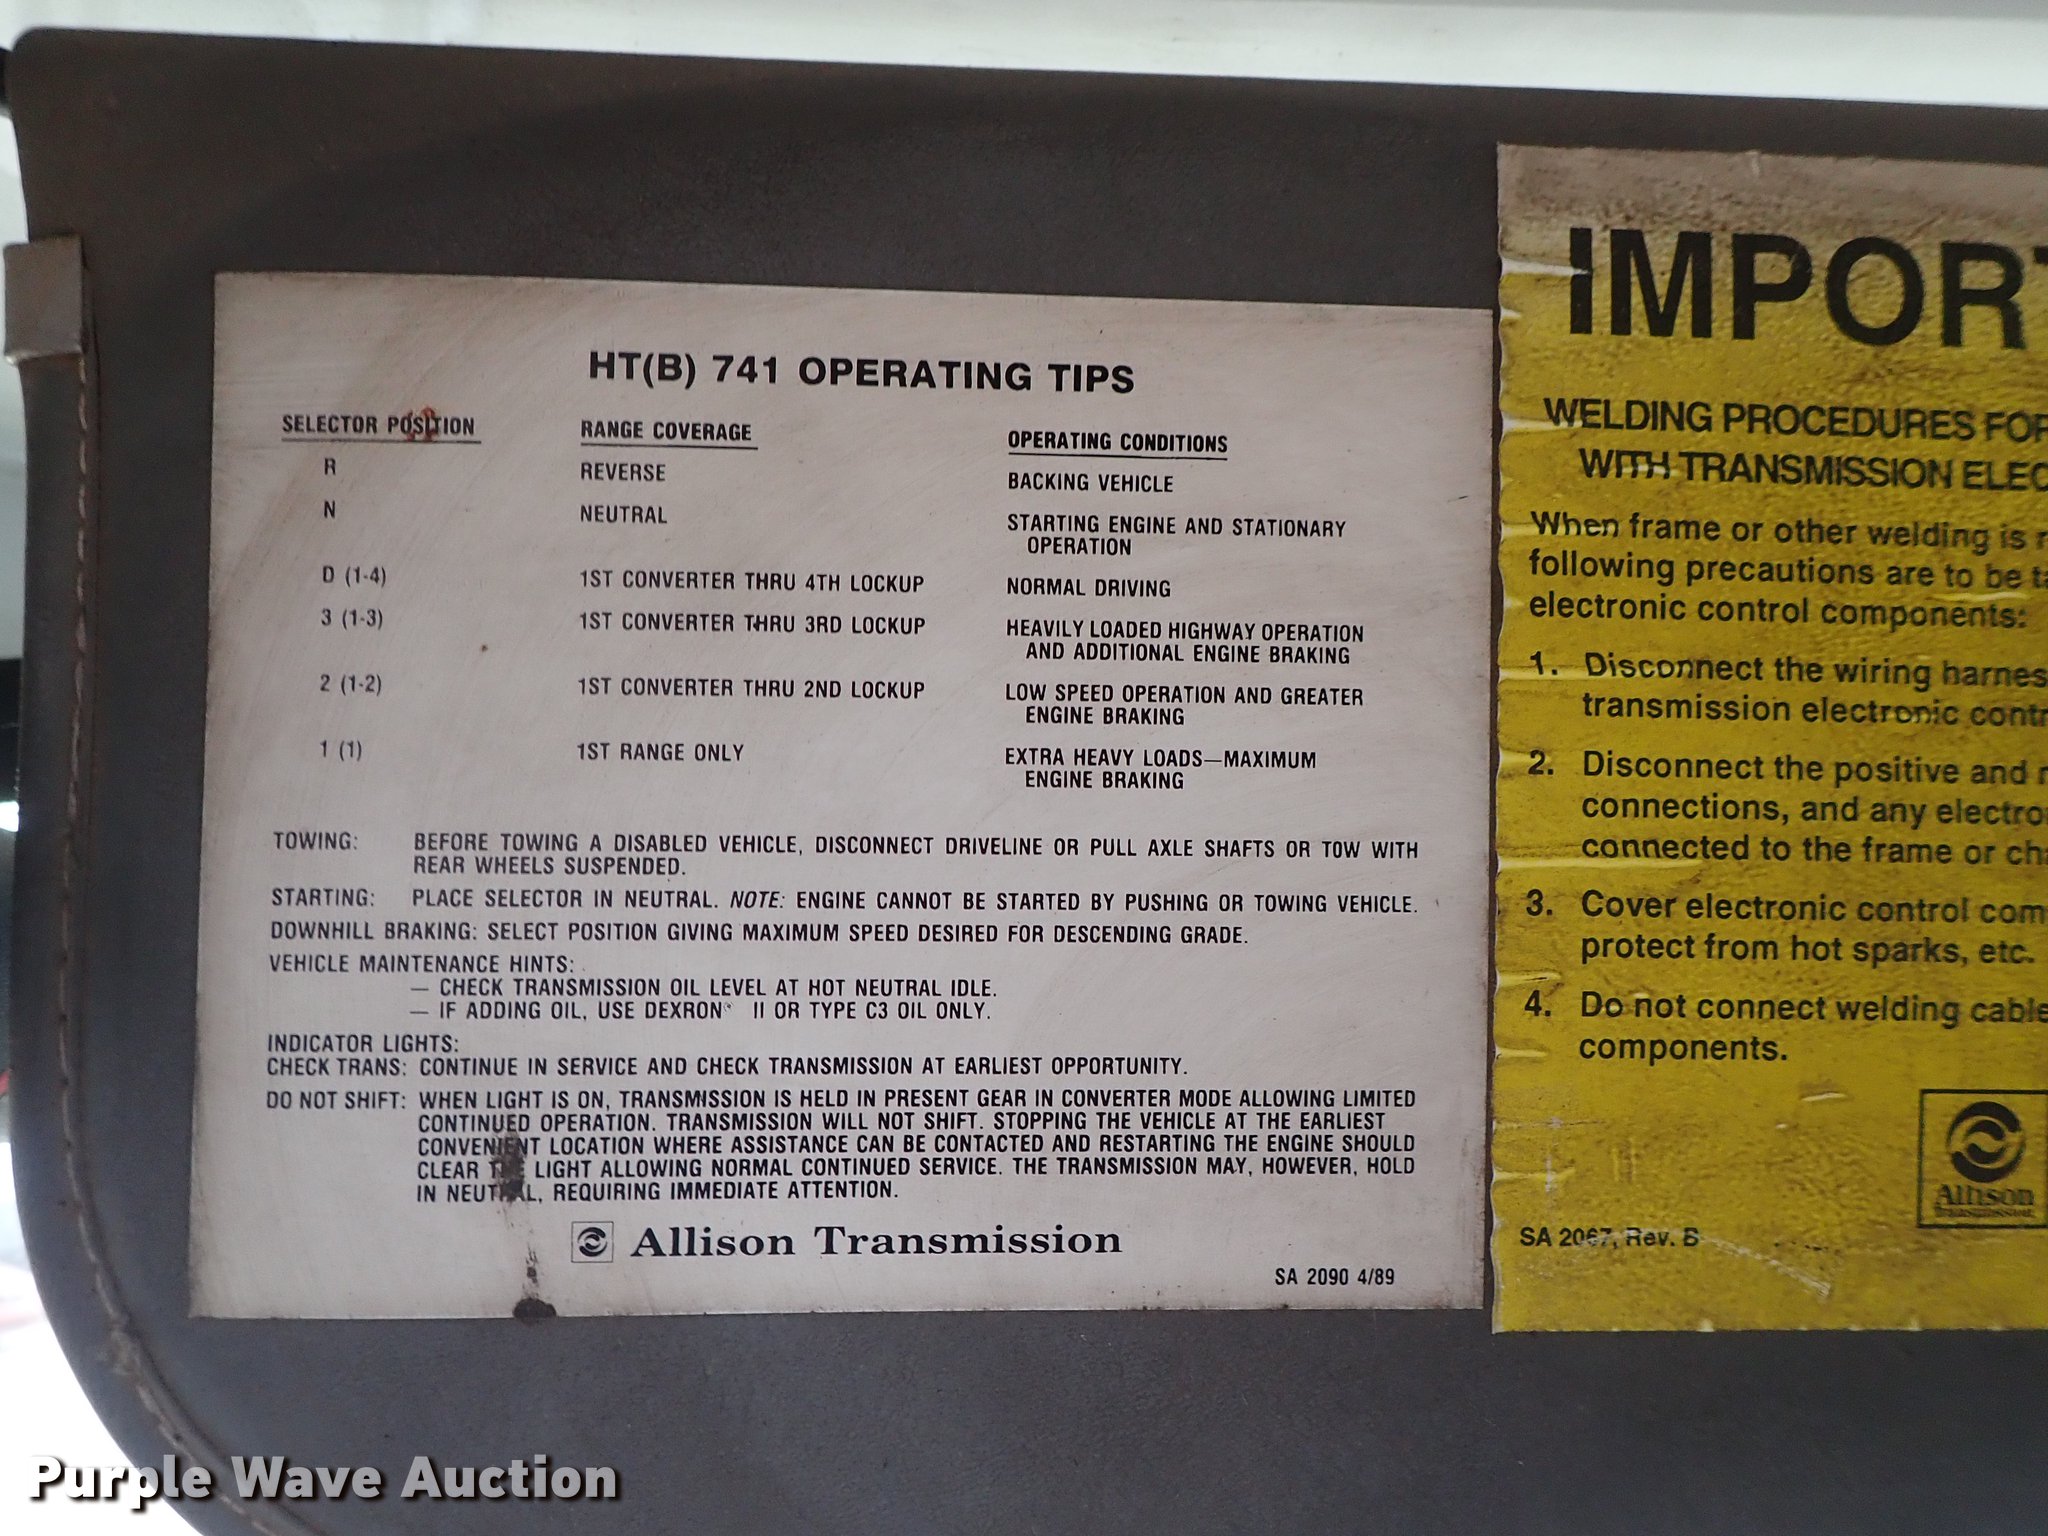 HT(B) 741 OPERATING TIPS
SELECTOR POSITION RANGE COVERAGE OPERATING CONDITIONS
R REVERSE BACKING VEHICLE
N NEUTRAL STARTING ENGINE AND STATIONARY
OPERATION
D (1-4) 1ST CONVERTER THRU 4TH LOCKUP NORMAL DRIVING
3 (1-3) 1ST CONVERTER THRU 3RD LOCKUP HEAVILY LOADED HIGHWAY OPERATION
AND ADDITIONAL ENGINE BRAKING
2 (1-2) 1ST CONVERTER THRU 2ND LOCKUP LOW SPEED OPERATION AND GREATER
ENGINE BRAKING
1 (1) 1ST RANGE ONLY EXTRA HEAVY LOADS—MAXIMUM
ENGINE BRAKING
TOWING: BEFORE TOWING A DISABLED VEHICLE, DISCONNECT DRIVELINE OR PULL AXLE SHAFTS OR TOW WITH
REAR WHEELS SUSPENDED.
STARTING: PLACE SELECTOR IN NEUTRAL. NOTE: ENGINE CANNOT BE STARTED BY PUSHING OR TOWING VEHICLE.
DOWNHILL BRAKING: SELECT POSITION GIVING MAXIMUM SPEED DESIRED FOR DESCENDING GRADE.
VEHICLE MAINTENANCE HINTS:
— CHECK TRANSMISSION OIL LEVEL AT HOT NEUTRAL IDLE.
— IF ADDING OIL, USE DEXRON® II OR TYPE C3 OIL ONLY.
INDICATOR LIGHTS:
CHECK TRANS: CONTINUE IN SERVICE AND CHECK TRANSMISSION AT EARLIEST OPPORTUNITY.
DO NOT SHIFT: WHEN LIGHT IS ON, TRANSMISSION IS HELD IN PRESENT GEAR IN CONVERTER MODE ALLOWING LIMITED
CONTINUED OPERATION. TRANSMISSION WILL NOT SHIFT. STOPPING THE VEHICLE AT THE EARLIEST
CONVENIENT LOCATION WHERE ASSISTANCE CAN BE CONTACTED AND RESTARTING THE ENGINE SHOULD
CLEAR THE LIGHT ALLOWING NORMAL CONTINUED SERVICE. THE TRANSMISSION MAY, HOWEVER, HOLD
IN NEUTRAL, REQUIRING IMMEDIATE ATTENTION.
Allison Transmission
SA 2090 4/89
IMPOR
WELDING PROCEDURES FOR
WITH TRANSMISSION ELEC
When frame or other welding is
following precautions are to be
electronic control components:
1. Disconnect the wiring harnes
transmission electronic contr
2. Disconnect the positive and
connections, and any electro
connected to the frame or cha
3. Cover electronic control com
protect from hot sparks, etc.
4. Do not connect welding cable
components.
Allison
Transmission
SA 2067, Rev. B
Purple Wave Auction